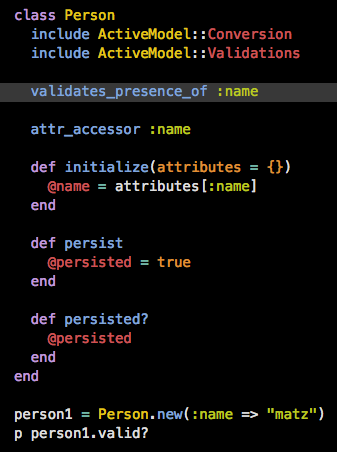 class Person
  include ActiveModel::Conversion
  include ActiveModel::Validations

  validates_presence_of :name

  attr_accessor :name

  def initialize(attributes = {})
    @name = attributes[:name]
  end

  def persist
    @persisted = true
  end

  def persisted?
    @persisted
  end
end

person1 = Person.new(:name => "matz")
p person1.valid?